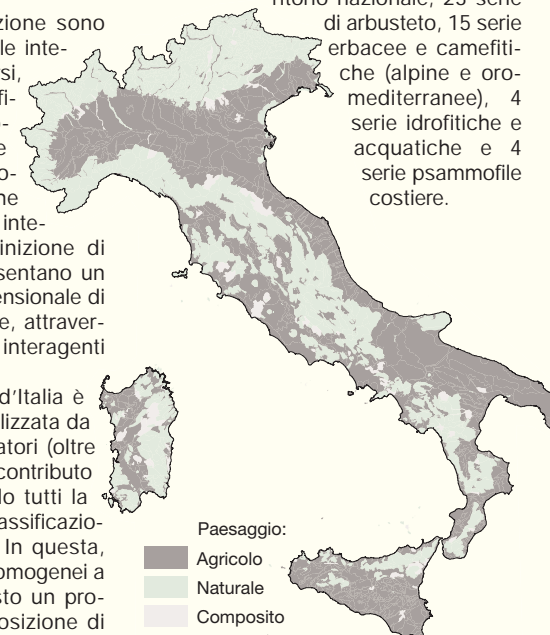 zione sono
le inte-
rsi,
fi-
e
o-
ne
inte-
inizione di
sentano un
ensionale di
e, attraver-
interagenti
d'Italia è
lizzata da
atori (oltre
contributo
lo tutti la
assificazio-
In questa,
omogenei a
sto un pro-
osizione di
ritorio nazionale, 25 serie
di arbusteto, 15 serie
erbacee e camefiti-
che (alpine e oro-
mediterranee), 4
serie idrofitiche e
acquatiche e 4
serie psammofile
costiere.
Paesaggio:
Agricolo
Naturale
Composito